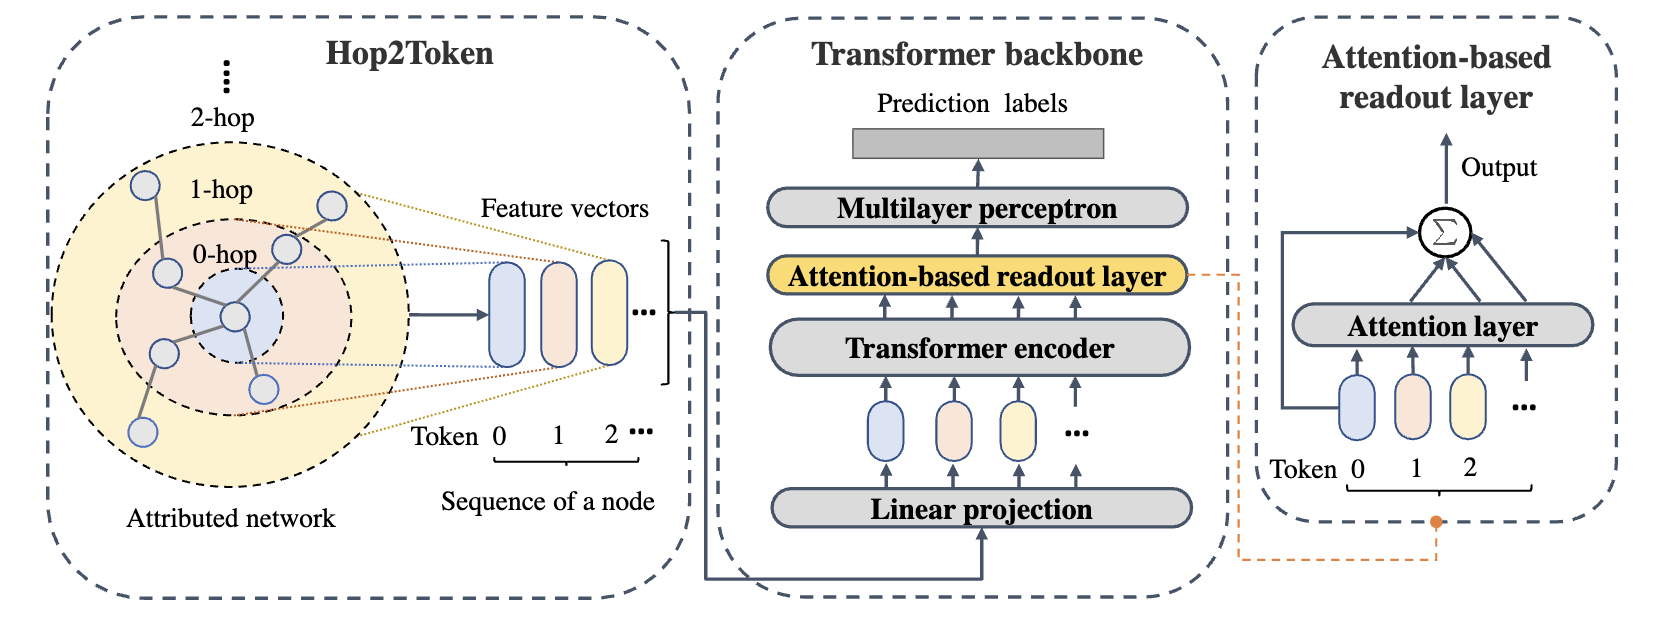 Hop2Token
2-hop
1-hop
0-hop
Feature vectors
Token 0 1 2 ...
Sequence of a node
Attributed network
Transformer backbone
Prediction labels
Multilayer perceptron
Attention-based readout layer
Transformer encoder
...
Linear projection
Attention-based
readout layer
Output
Σ
Attention layer
...
Token 0 1 2